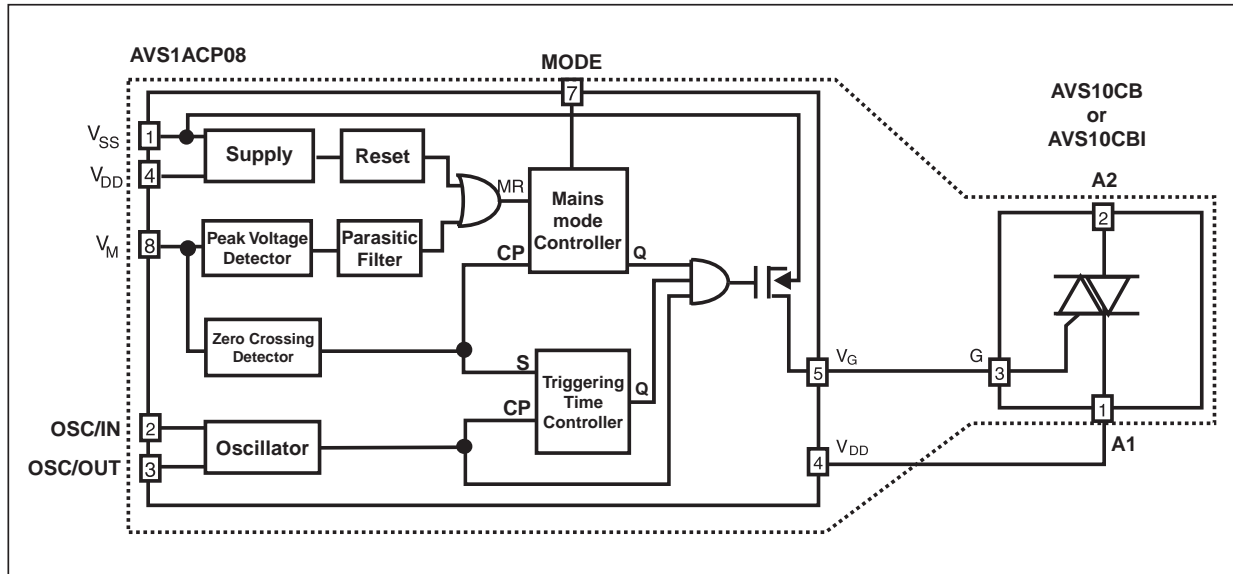 AVS1ACP08
MODE
7
AVS10CB
or
AVS10CBI
VSS
1
Supply
Reset
VDD
4
MR
Mains
mode
Controller
A2
2
VM
8
Peak Voltage
Detector
Parasitic
Filter
CP
Q
Zero Crossing
Detector
S
Triggering
Time
Controller
Q
CP
VG
5
G
3
1
A1
OSC/IN
2
Oscillator
OSC/OUT
3
VDD
4